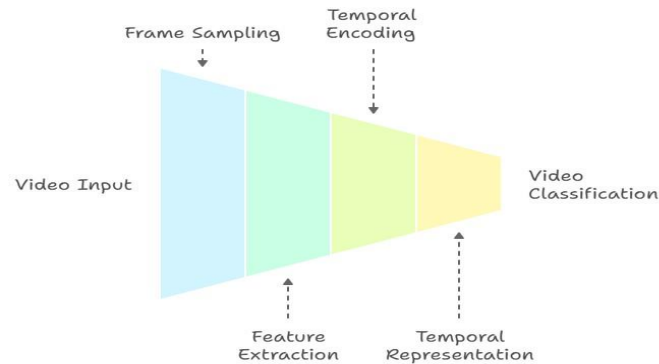 Frame Sampling
Temporal
Encoding
Video Input
Video
Classification
Feature
Extraction
Temporal
Representation